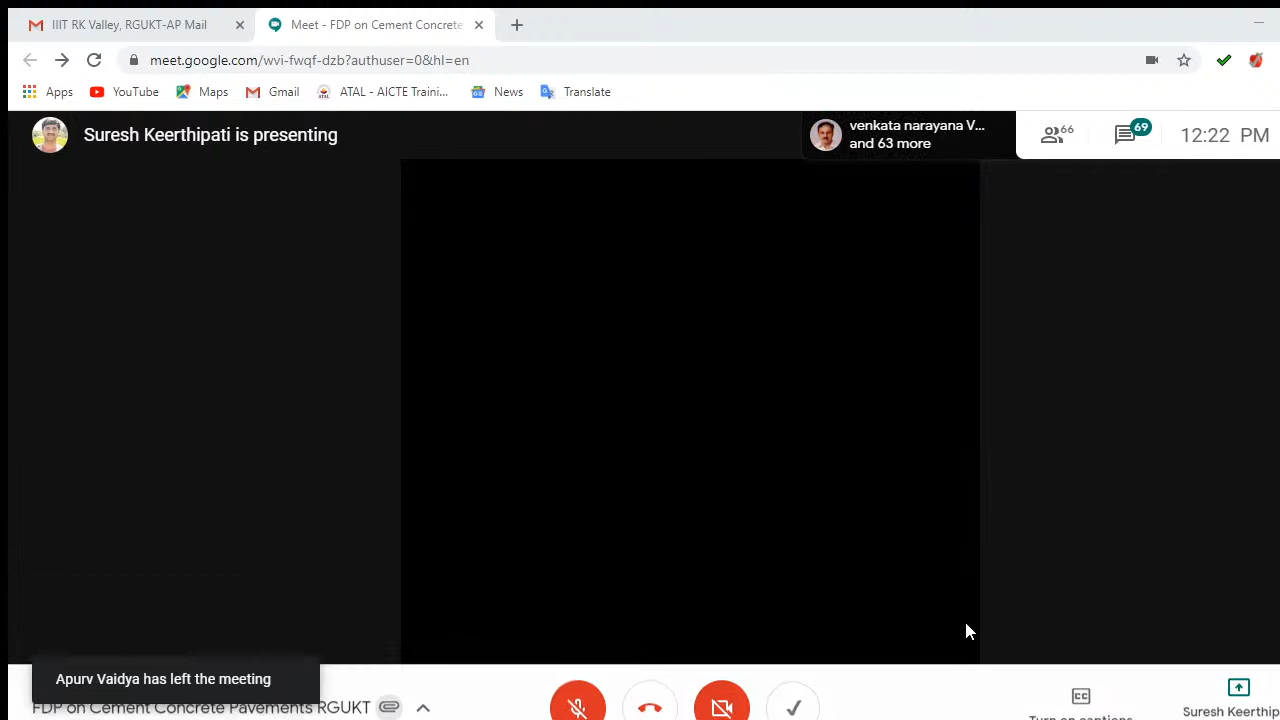 IIIT RK Valley, RGUKT-AP Mail
Meet - FDP on Cement Concrete
meet.google.com/wvi-fwqf-dzb?authuser=0&hl=en
Apps YouTube Maps Gmail ATAL - AICTE Traini... News Translate
Suresh Keerthipati is presenting
venkata narayana V...
and 63 more
66
69
12:22 PM
Apurv Vaidya has left the meeting
FDP on Cement Concrete Pavements RGUKT
Turn on captions
Suresh Keerthip